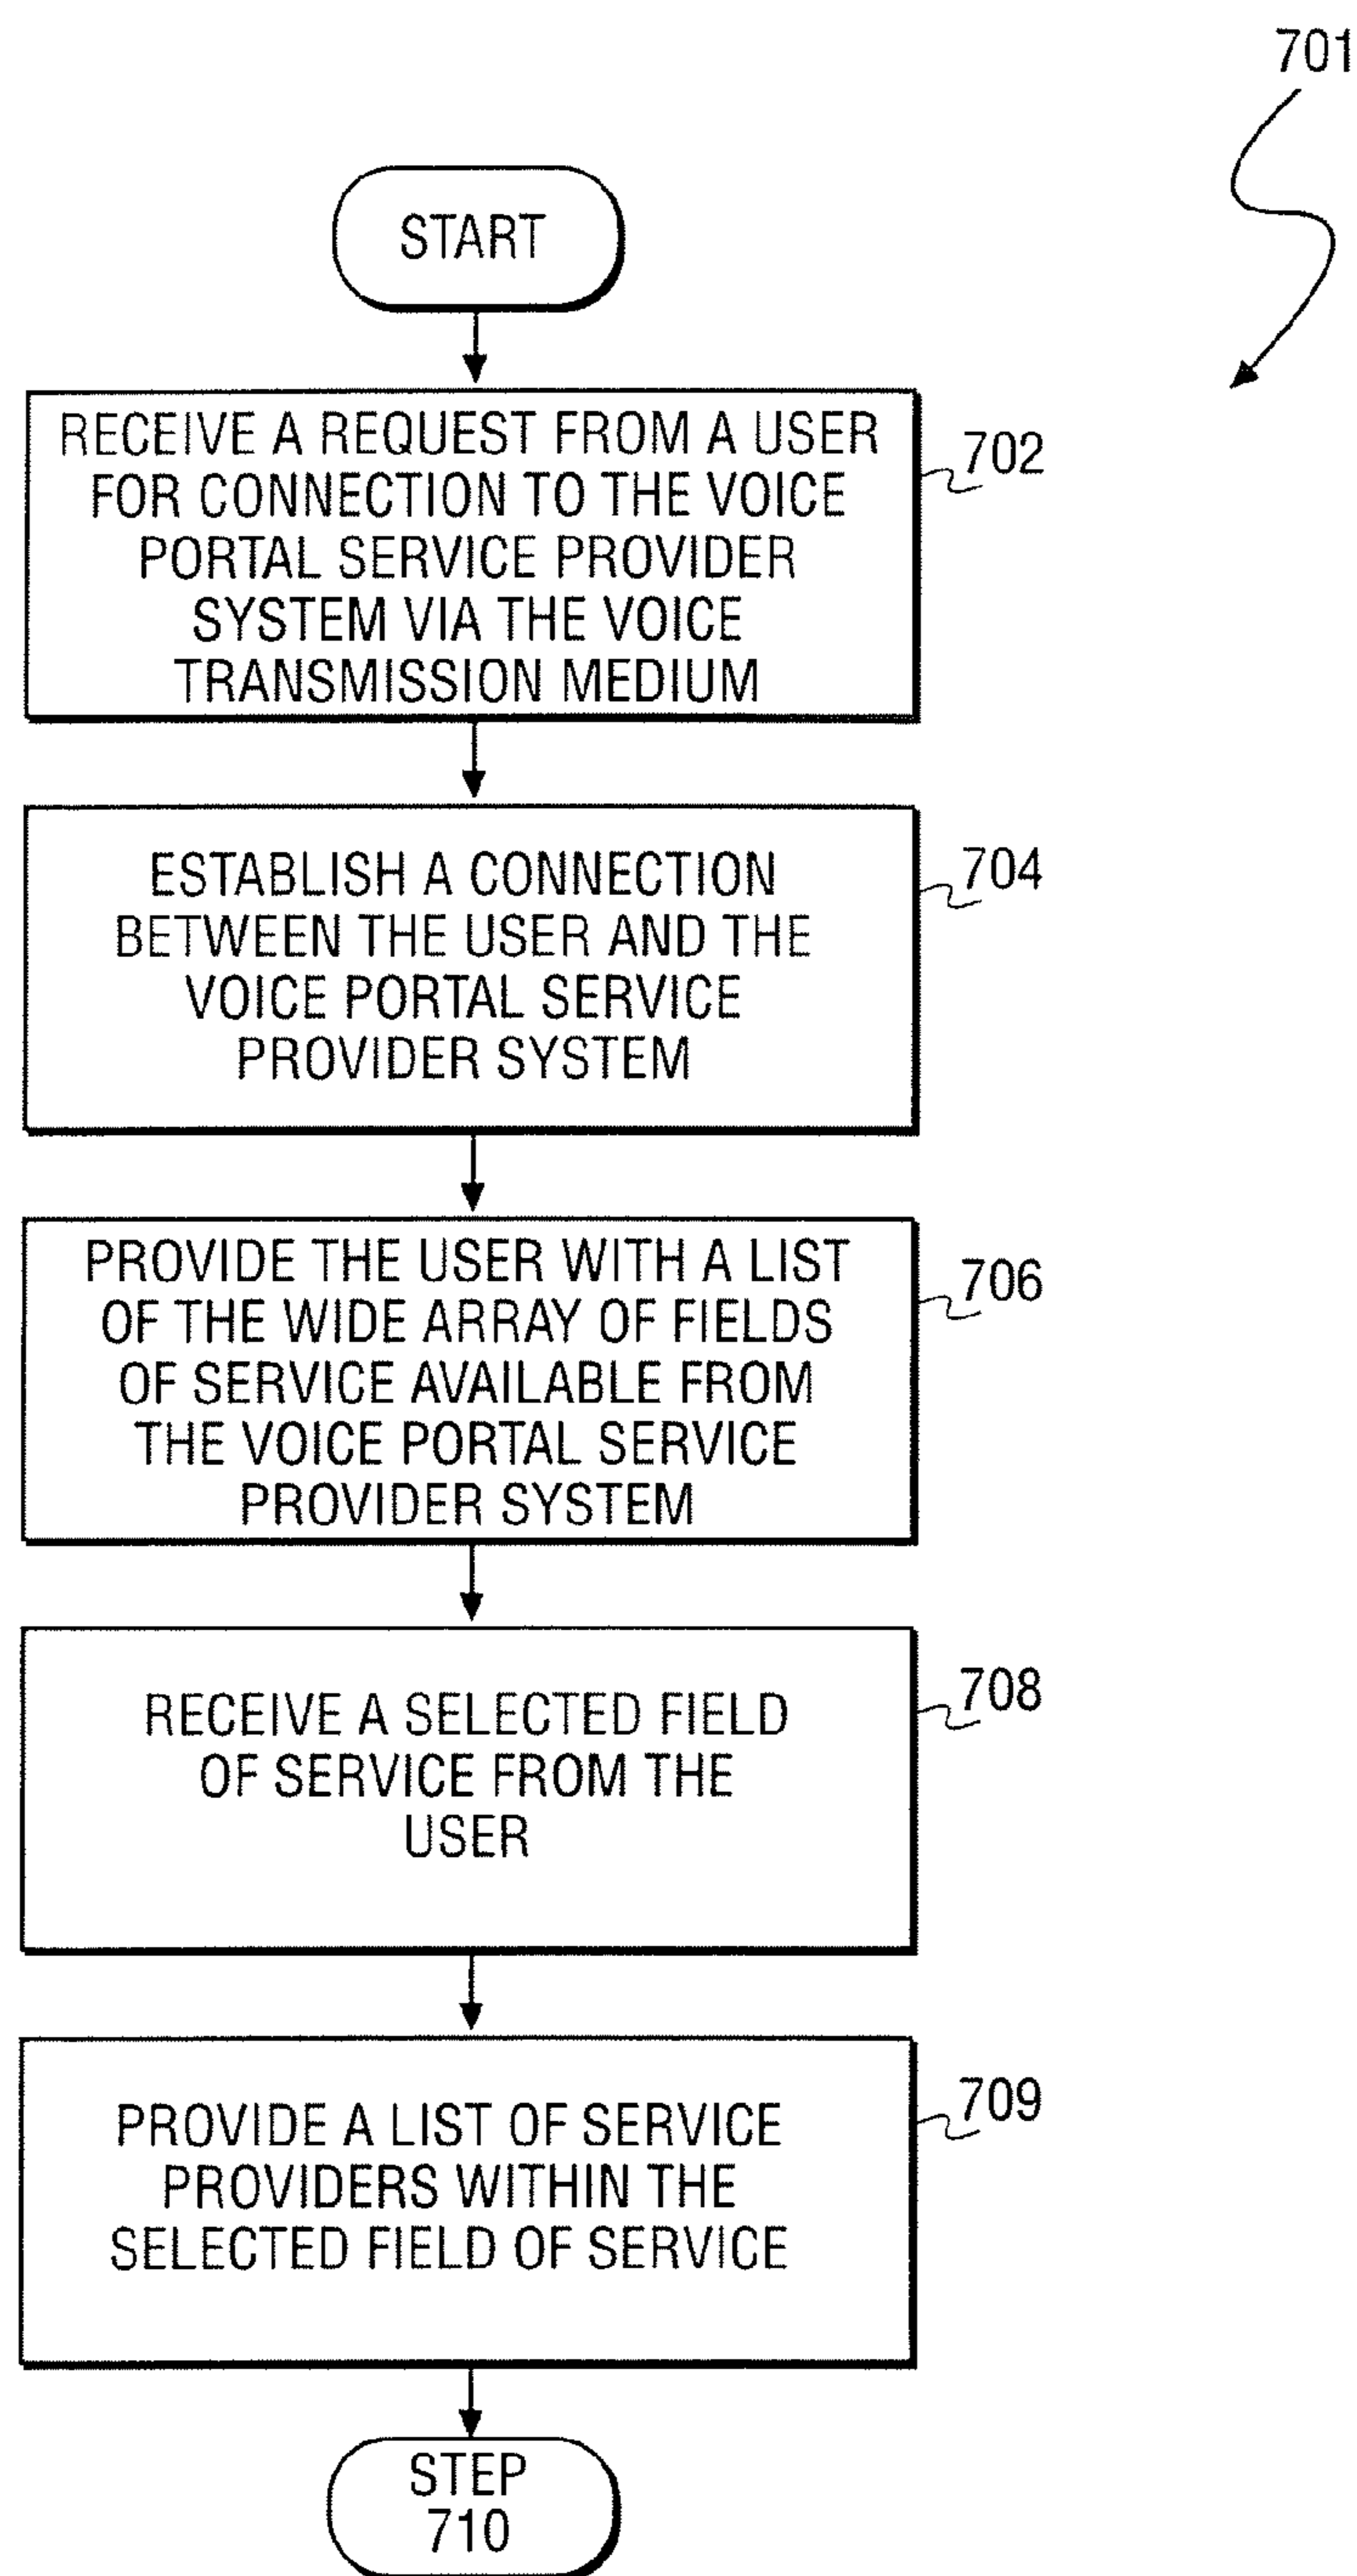 701
START
RECEIVE A REQUEST FROM A USER
FOR CONNECTION TO THE VOICE
PORTAL SERVICE PROVIDER
SYSTEM VIA THE VOICE
TRANSMISSION MEDIUM
702
ESTABLISH A CONNECTION
BETWEEN THE USER AND THE
VOICE PORTAL SERVICE
PROVIDER SYSTEM
704
PROVIDE THE USER WITH A LIST
OF THE WIDE ARRAY OF FIELDS
OF SERVICE AVAILABLE FROM
THE VOICE PORTAL SERVICE
PROVIDER SYSTEM
706
RECEIVE A SELECTED FIELD
OF SERVICE FROM THE
USER
708
PROVIDE A LIST OF SERVICE
PROVIDERS WITHIN THE
SELECTED FIELD OF SERVICE
709
STEP
710